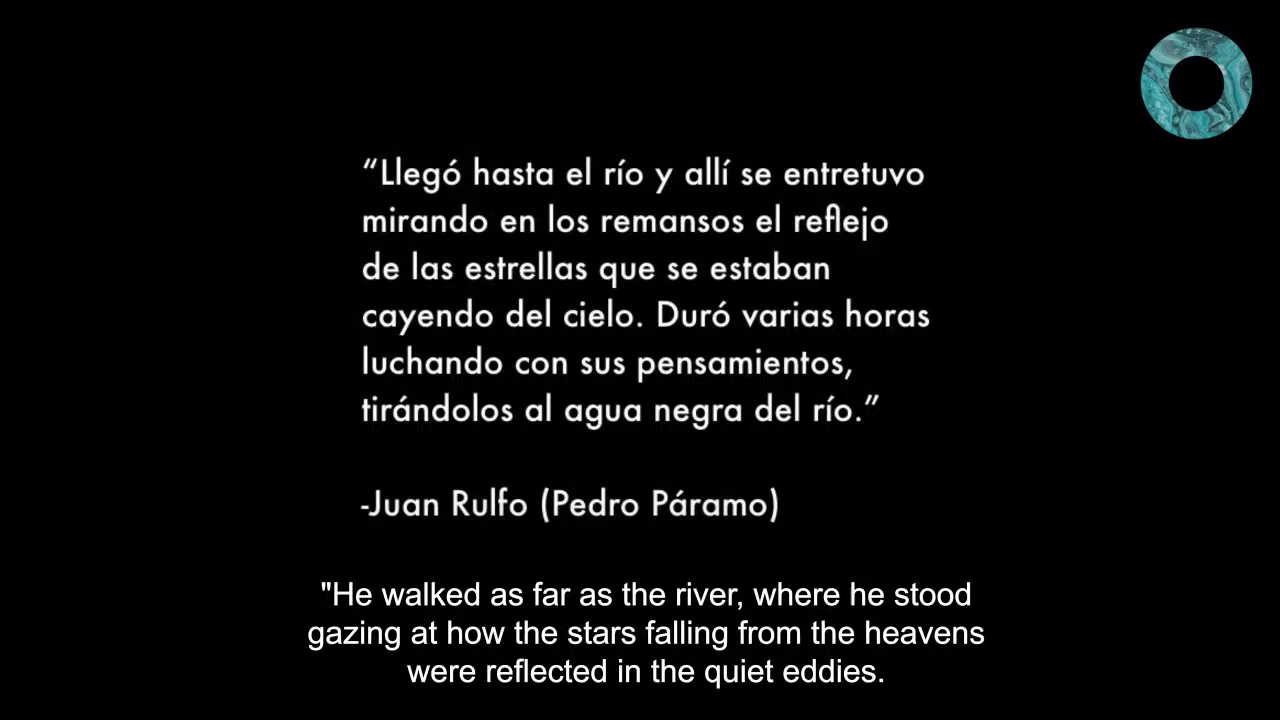 “Llegó hasta el río y allí se entretuvo
mirando en los remansos el reflejo
de las estrellas que se estaban
cayendo del cielo. Duró varias horas
luchando con sus pensamientos,
tirándolos al agua negra del río.”
-Juan Rulfo (Pedro Páramo)
"He walked as far as the river, where he stood
gazing at how the stars falling from the heavens
were reflected in the quiet eddies.